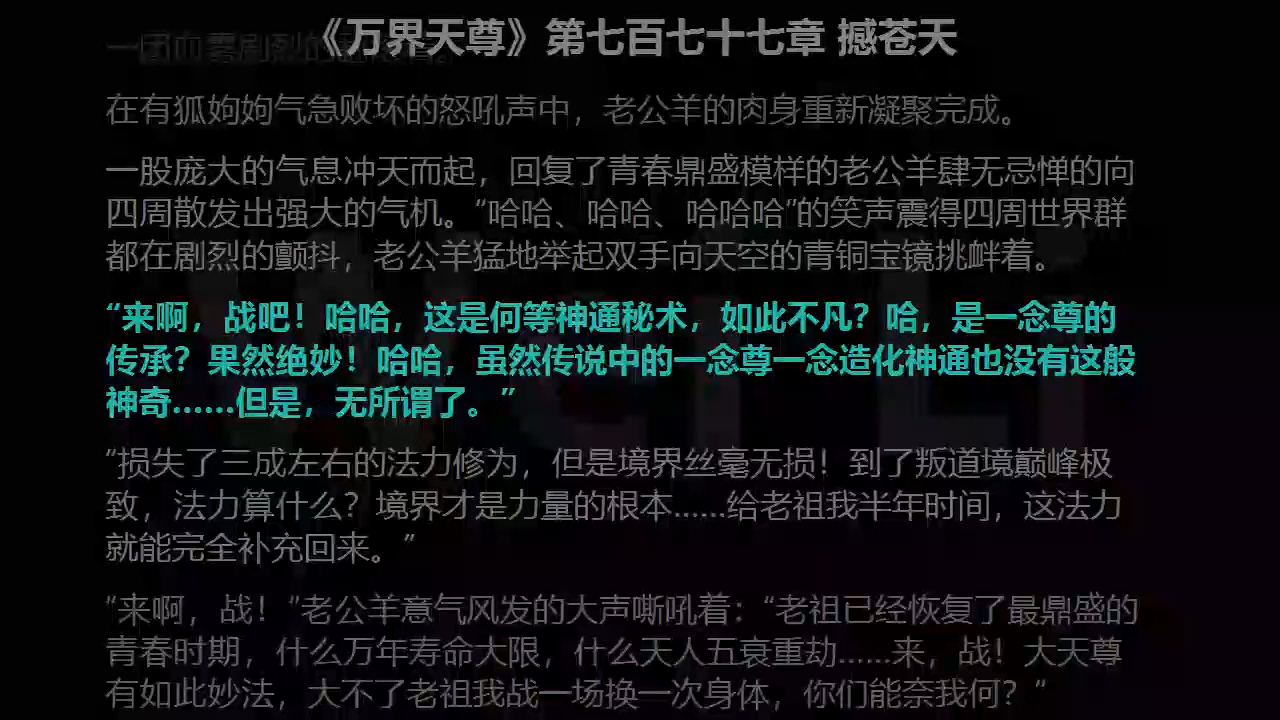 《万界天尊》第七百七十七章 撼苍天
一团血雾剧烈的
在有狐姁姁气急败坏的怒吼声中，老公羊的肉身重新凝聚完成。
一股庞大的气息冲天而起，回复了青春鼎盛模样的老公羊肆无忌惮的向
四周散发出强大的气机。“哈哈、哈哈、哈哈哈”的笑声震得四周世界群
都在剧烈的颤抖，老公羊猛地举起双手向天空的青铜宝镜挑衅着。
“来啊，战吧！哈哈，这是何等神通秘术，如此不凡？哈，是一念尊的
传承？果然绝妙！哈哈，虽然传说中的一念尊一念造化神通也没有这般
神奇……但是，无所谓了。”
“损失了三成左右的法力修为，但是境界丝毫无损！到了叛道境巅峰极
致，法力算什么？境界才是力量的根本……给老祖我半年时间，这法力
就能完全补充回来。”
“来啊，战！”老公羊意气风发的大声嘶吼着：“老祖已经恢复了最鼎盛的
青春时期，什么万年寿命大限，什么天人五衰重劫……来，战！大天尊
有如此妙法，大不了老祖我战一场换一次身体，你们能奈我何？“